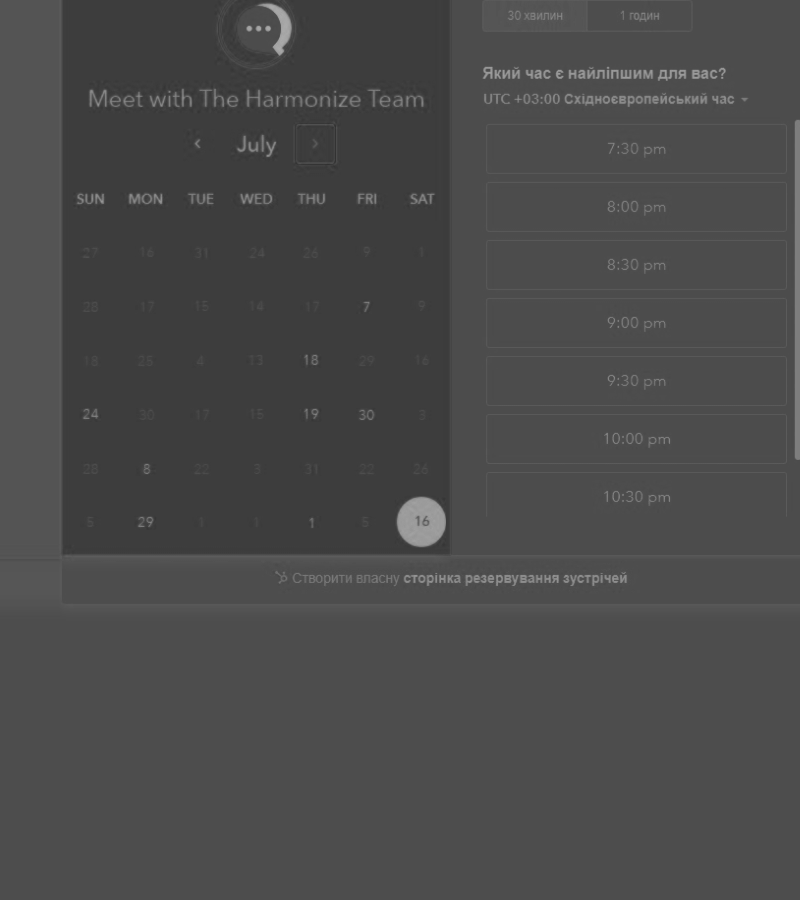 30 хвилин 1 годин
Який час є найліпшим для вас?
UTC +03:00 Східноєвропейський час
Meet with The Harmonize Team
July
SUN MON TUE WED THU FRI SAT
27 16 31 24 26 9 1
28 17 15 14 17 7 9
18 25 4 13 18 29 16
24 30 17 15 19 30 3
28 8 22 5 31 22 26
5 29 1 1 1 5 16
7:30 pm
8:00 pm
8:30 pm
9:00 pm
9:30 pm
10:00 pm
10:30 pm
Створити власну сторінка резервування зустрічей